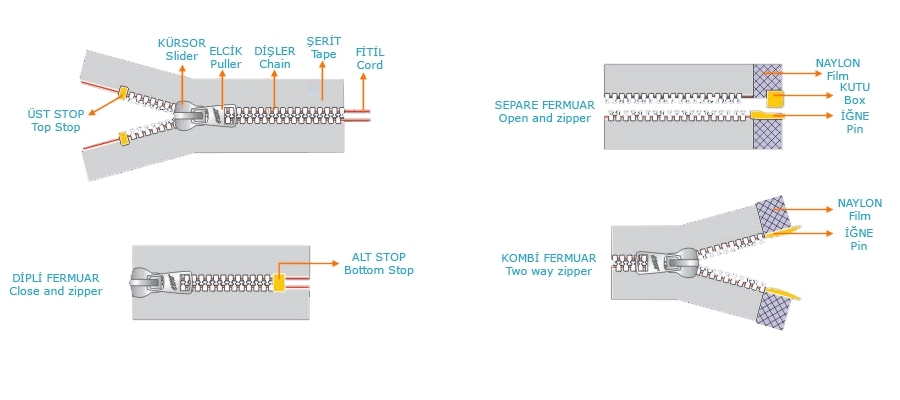 KÜRSOR
Slider
ELCİK
Puller
DİŞLER
Chain
ŞERİT
Tape
FİTİL
Cord
ÜST STOP
Top Stop
SEPARE FERMUAR
Open and zipper
NAYLON
Film
KUTU
Box
İĞNE
Pin
DİPLİ FERMUAR
Close and zipper
ALT STOP
Bottom Stop
KOMBİ FERMUAR
Two way zipper
NAYLON
Film
İĞNE
Pin